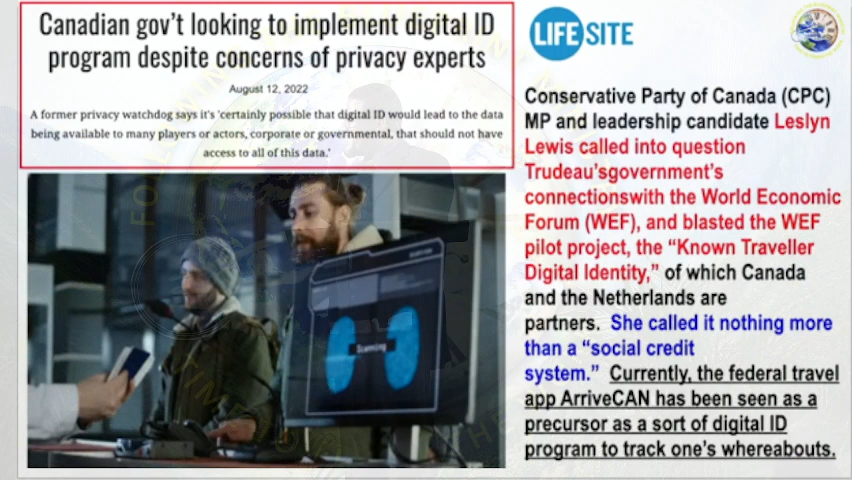 Canadian gov't looking to implement digital ID
program despite concerns of privacy experts
August 12, 2022
A former privacy watchdog says it's 'certainly possible that digital ID would lead to the data
being available to many players or actors, corporate or governmental, that should not have
access to all of this data.'
Scanning
LIFE SITE
Conservative Party of Canada (CPC)
MP and leadership candidate Leslyn
Lewis called into question
Trudeau'sgovernment's
connectionswith the World Economic
Forum (WEF), and blasted the WEF
pilot project, the "Known Traveller
Digital Identity," of which Canada
and the Netherlands are
partners. She called it nothing more
than a "social credit
system." Currently, the federal travel
app ArriveCAN has been seen as a
precursor as a sort of digital ID
program to track one's whereabouts.